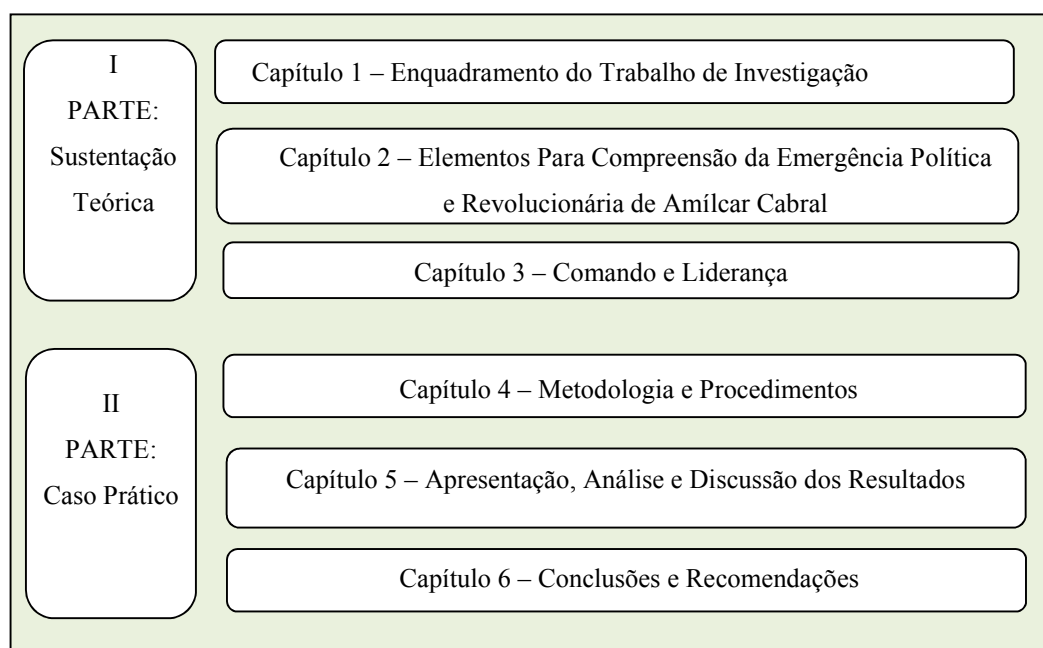 I
PARTE:
Sustentação
Teórica
Capítulo 1 – Enquadramento do Trabalho de Investigação
Capítulo 2 – Elementos Para Compreensão da Emergência Política
e Revolucionária de Amílcar Cabral
Capítulo 3 – Comando e Liderança
II
PARTE:
Caso Prático
Capítulo 4 – Metodologia e Procedimentos
Capítulo 5 – Apresentação, Análise e Discussão dos Resultados
Capítulo 6 – Conclusões e Recomendações